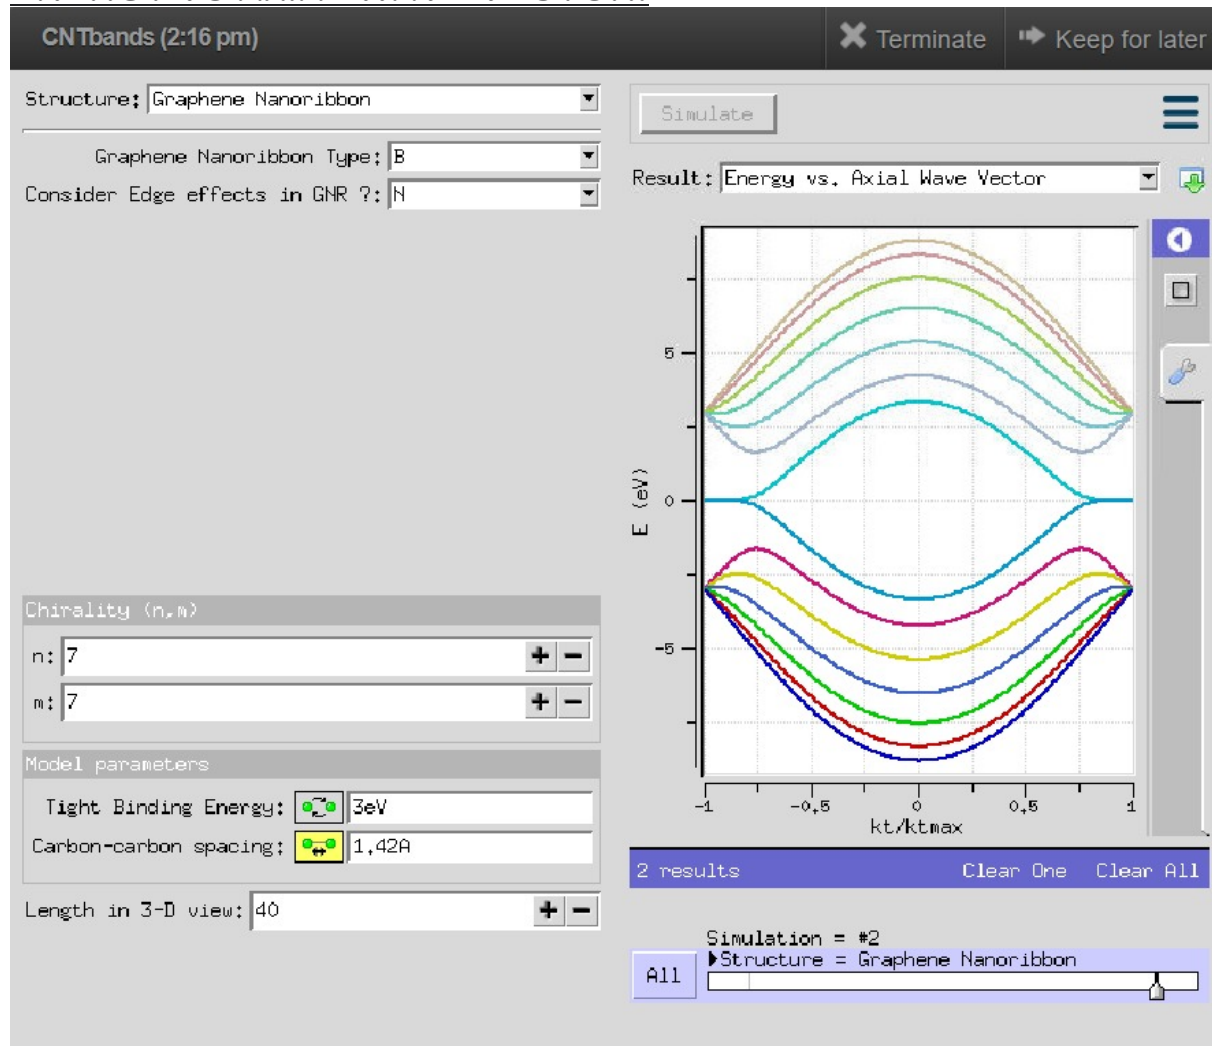 CNTbands (2:16 pm)
Terminate
Keep for later
Structure: Graphene Nanoribbon
Graphene Nanoribbon Type: B
Consider Edge effects in GNR ?: N
Chirality (n,m)
n: 7
m: 7
Model parameters
Tight Binding Energy: 3eV
Carbon-carbon spacing: 1.42A
Length in 3-D view: 40
Simulate
Result: Energy vs. Axial Wave Vector
5
0
-5
E (eV)
-1 -0.5 0 0.5 1
kt/ktmax
2 results Clear One Clear All
Simulation = #2
Structure = Graphene Nanoribbon
All